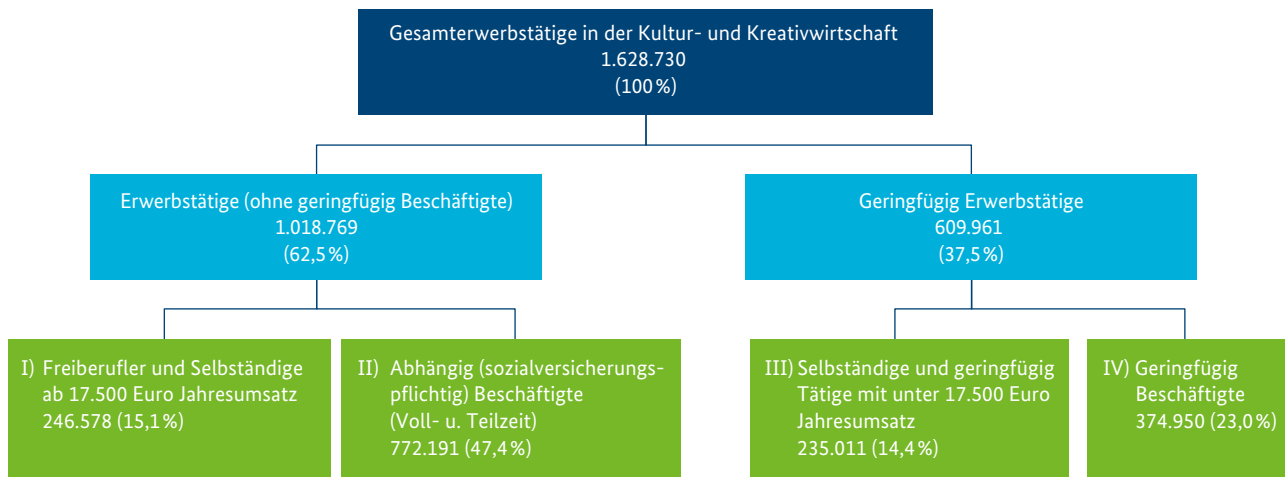 Gesamterwerbstätige in der Kultur- und Kreativwirtschaft
1.628.730
(100 %)
Erwerbstätige (ohne geringfügig Beschäftigte)
1.018.769
(62,5 %)
Geringfügig Erwerbstätige
609.961
(37,5 %)
I) Freiberufler und Selbständige
ab 17.500 Euro Jahresumsatz
246.578 (15,1 %)
II) Abhängig (sozialversicherungs-
pflichtig) Beschäftigte
(Voll- u. Teilzeit)
772.191 (47,4 %)
III) Selbständige und geringfügig
Tätige mit unter 17.500 Euro
Jahresumsatz
235.011 (14,4 %)
IV) Geringfügig
Beschäftigte
374.950 (23,0 %)